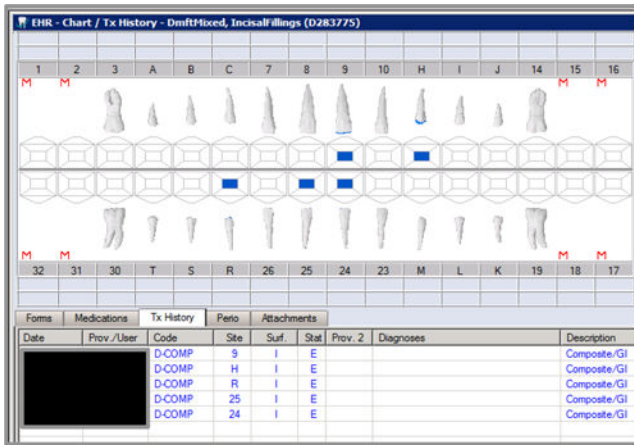 EHR - Chart / Tx History - DmftMixed, IncisalFillings (D283775)
1 2 3 A B C 7 8 9 10 H I J 14 15 16
M M M M
M M M M
32 31 30 T S R 26 25 24 23 M L K 19 18 17
Forms Medications Tx History Perio Attachments
Date Prov./User Code Site Surf. Stat Prov. 2 Diagnoses Description
D-COMP 9 I E Composite/GI
D-COMP H I E Composite/GI
D-COMP R I E Composite/GI
D-COMP 25 I E Composite/GI
D-COMP 24 I E Composite/GI